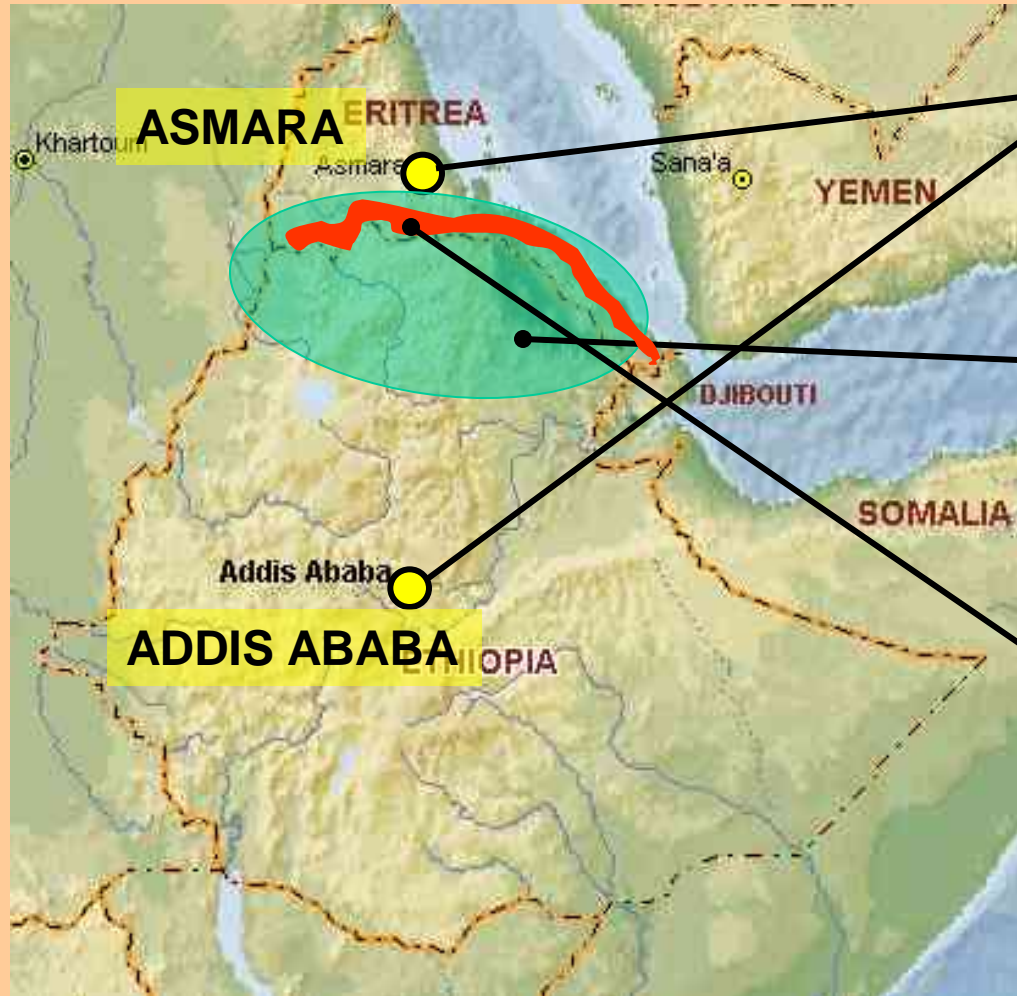 ERITREA
ASMARA
Khartoum
Asmara
Sana'a
YEMEN
DJIBOUTI
SOMALIA
Addis Ababa
ADDIS ABABA
ETHIOPIA